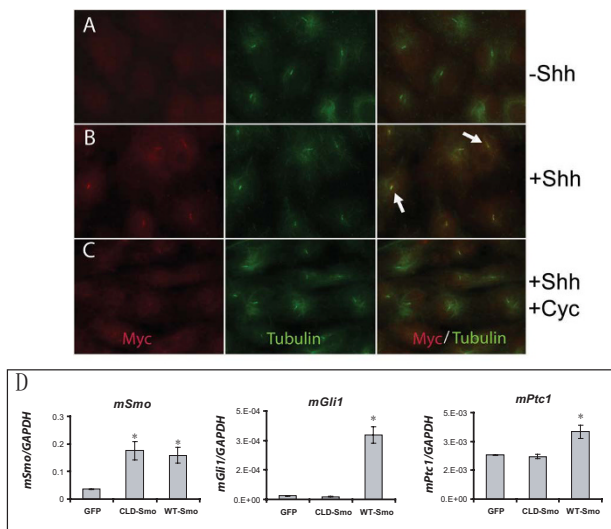 A
-Shh
B
+Shh
C
+Shh
+Cyc
Myc
Tubulin
Myc/Tubulin
D
mSmo
mSmo/GAPDH
0.3
0.2
0.1
0
*
*
GFP
CLD-Smo
WT-Smo
mGli1
mGli1/GAPDH
5.E-04
3.E-04
2.E-04
0.E+00
*
GFP
CLD-Smo
WT-Smo
mPtc1
mPtc1/GAPDH
5.E-03
3.E-03
2.E-03
0.E+00
*
GFP
CLD-Smo
WT-Smo